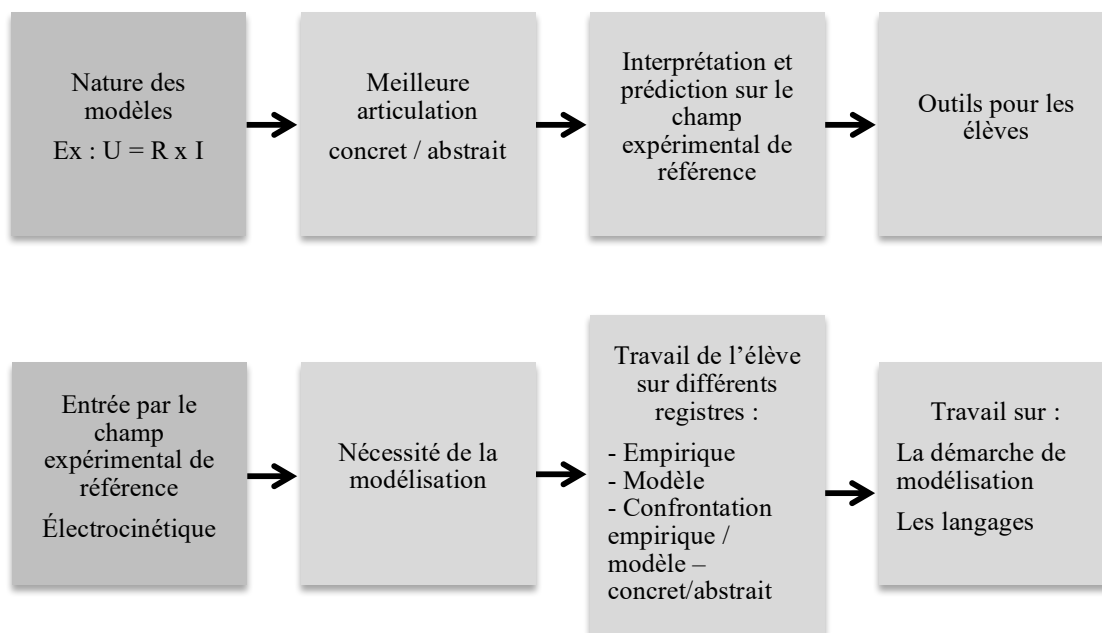 Nature des
modèles
Ex : U = R x I
Meilleure
articulation
concret / abstrait
Interprétation et
prédiction sur le
champ
expérimental de
référence
Outils pour les
élèves
Entrée par le
champ
expérimental de
référence
Électrocinétique
Nécessité de la
modélisation
Travail de l’élève
sur différents
registres :
- Empirique
- Modèle
- Confrontation
empirique /
modèle –
concret/abstrait
Travail sur :
La démarche de
modélisation
Les langages